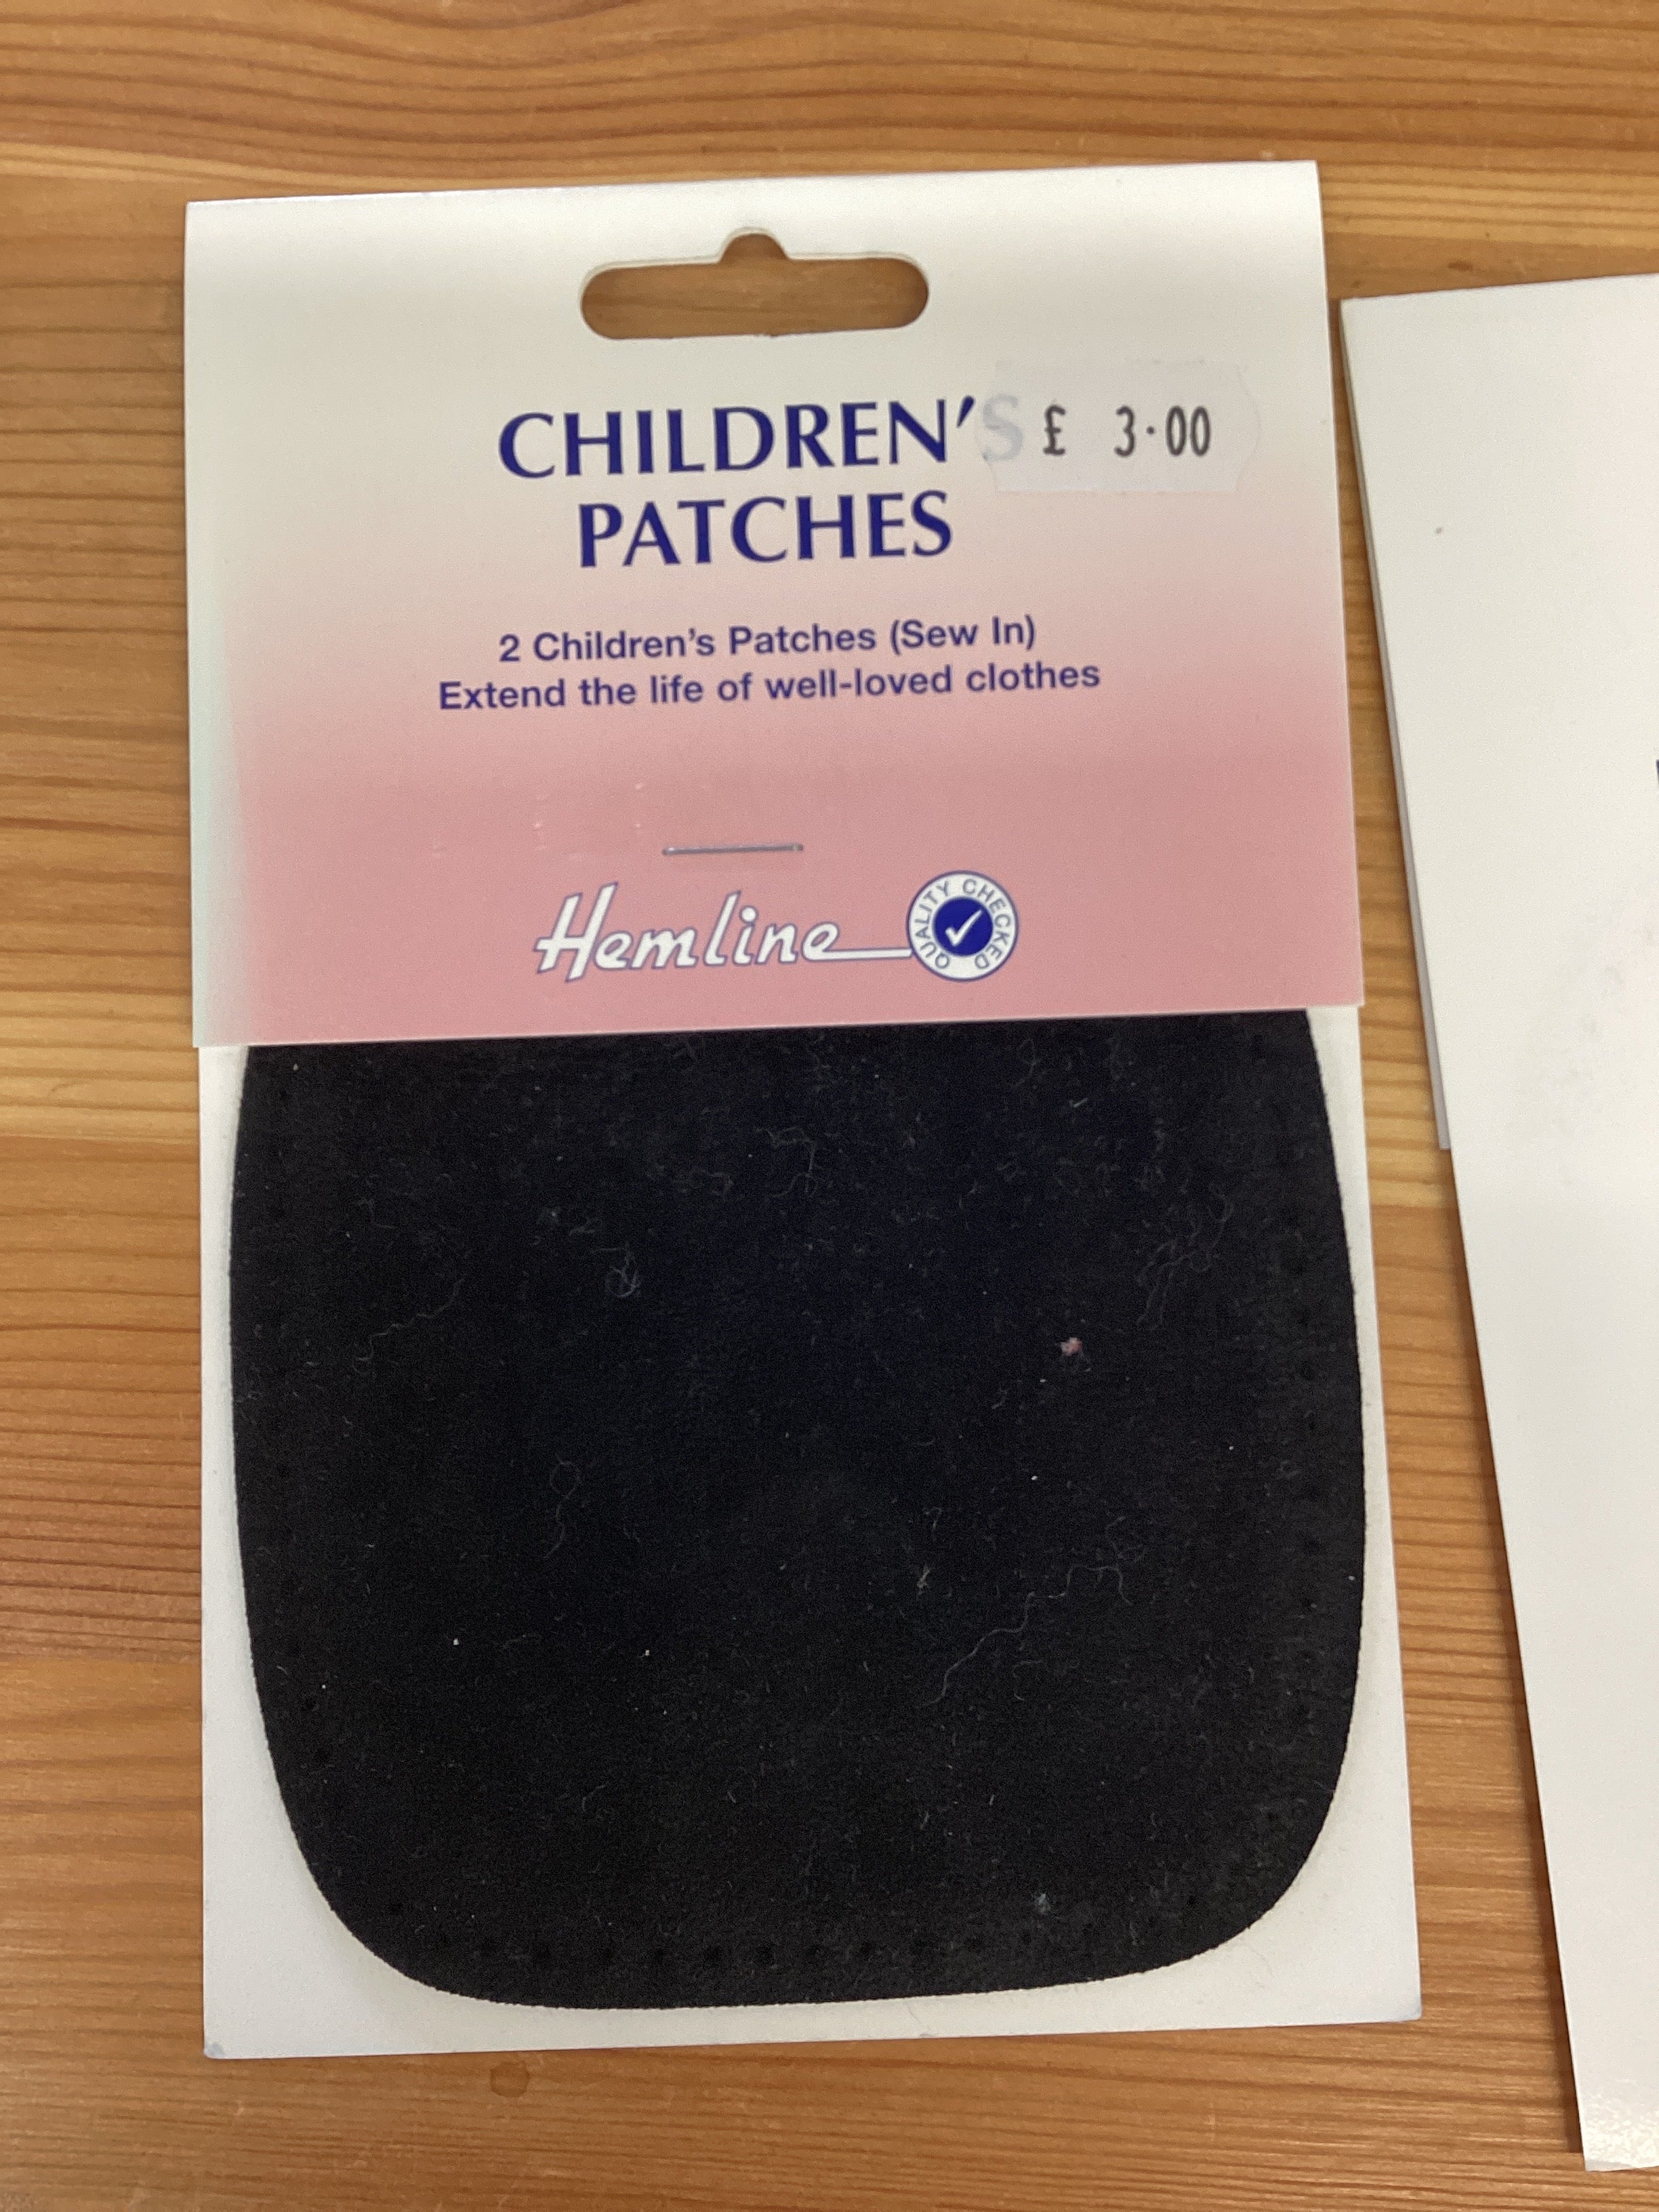 CHILDREN'S £ 3.00
PATCHES
2 Children's Patches (Sew In)
Extend the life of well-loved clothes
Hemline QUALITY CHECKED